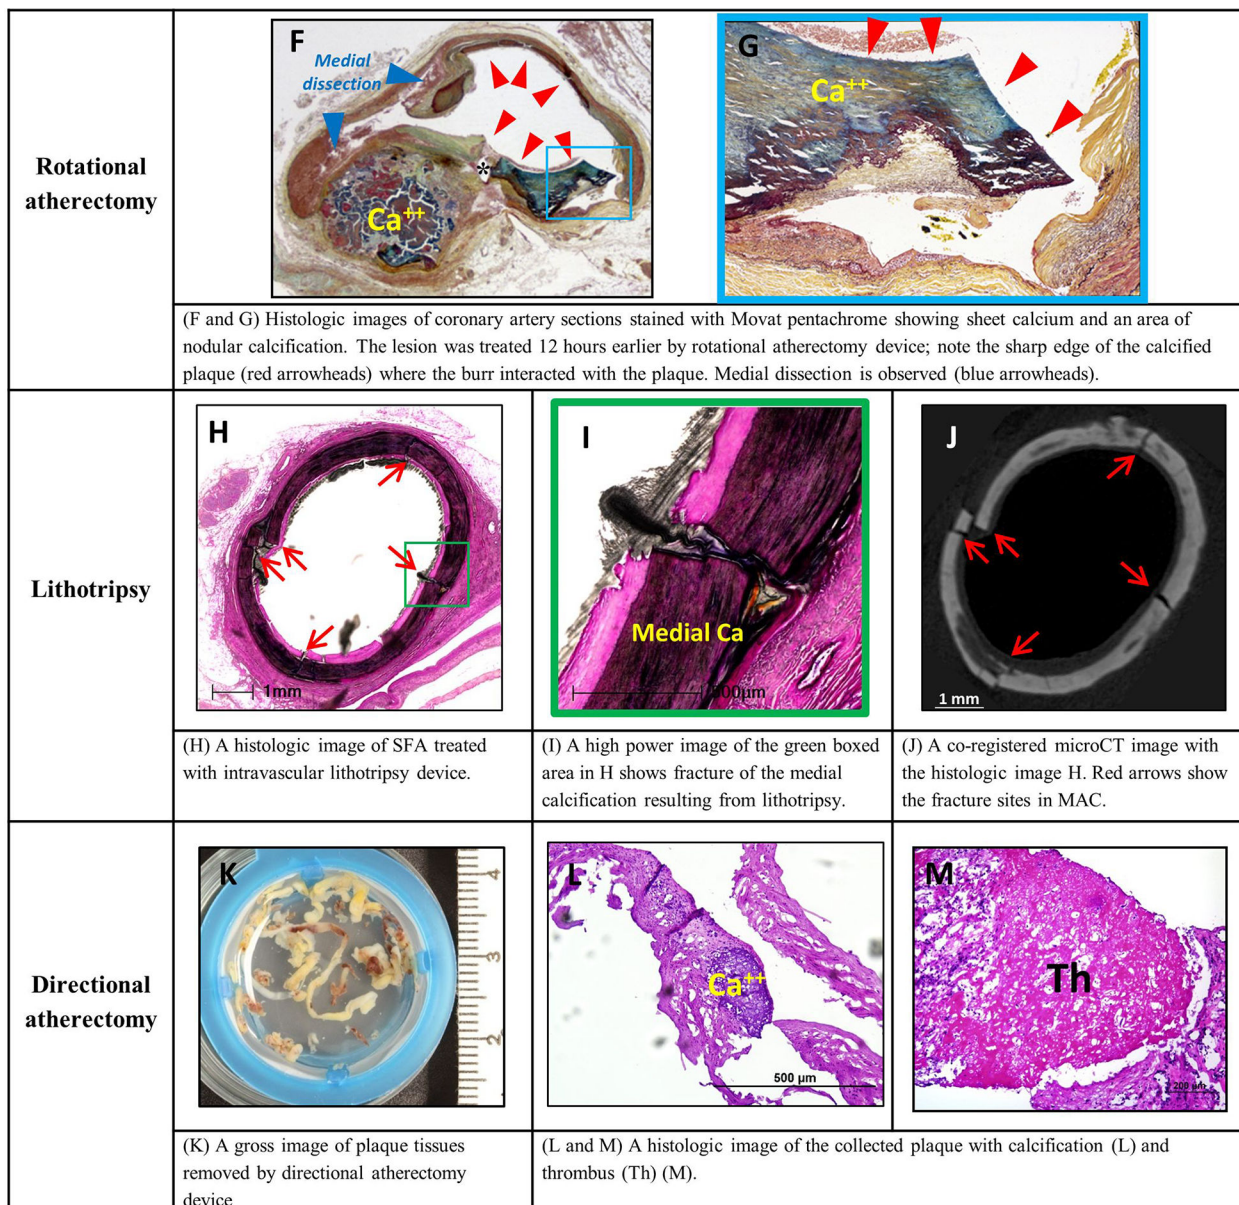 Rotational
atherectomy
F
Medial
dissection
*
Ca++
G
Ca++
(F and G) Histologic images of coronary artery sections stained with Movat pentachrome showing sheet calcium and an area of
nodular calcification. The lesion was treated 12 hours earlier by rotational atherectomy device; note the sharp edge of the calcified
plaque (red arrowheads) where the burr interacted with the plaque. Medial dissection is observed (blue arrowheads).
Lithotripsy
H
1mm
I
Medial Ca
500µm
J
1 mm
(H) A histologic image of SFA treated
with intravascular lithotripsy device.
(I) A high power image of the green boxed
area in H shows fracture of the medial
calcification resulting from lithotripsy.
(J) A co-registered microCT image with
the histologic image H. Red arrows show
the fracture sites in MAC.
Directional
atherectomy
K
4
3
2
L
Ca++
500 µm
M
Th
200 µm
(K) A gross image of plaque tissues
removed by directional atherectomy
device
(L and M) A histologic image of the collected plaque with calcification (L) and
thrombus (Th) (M).